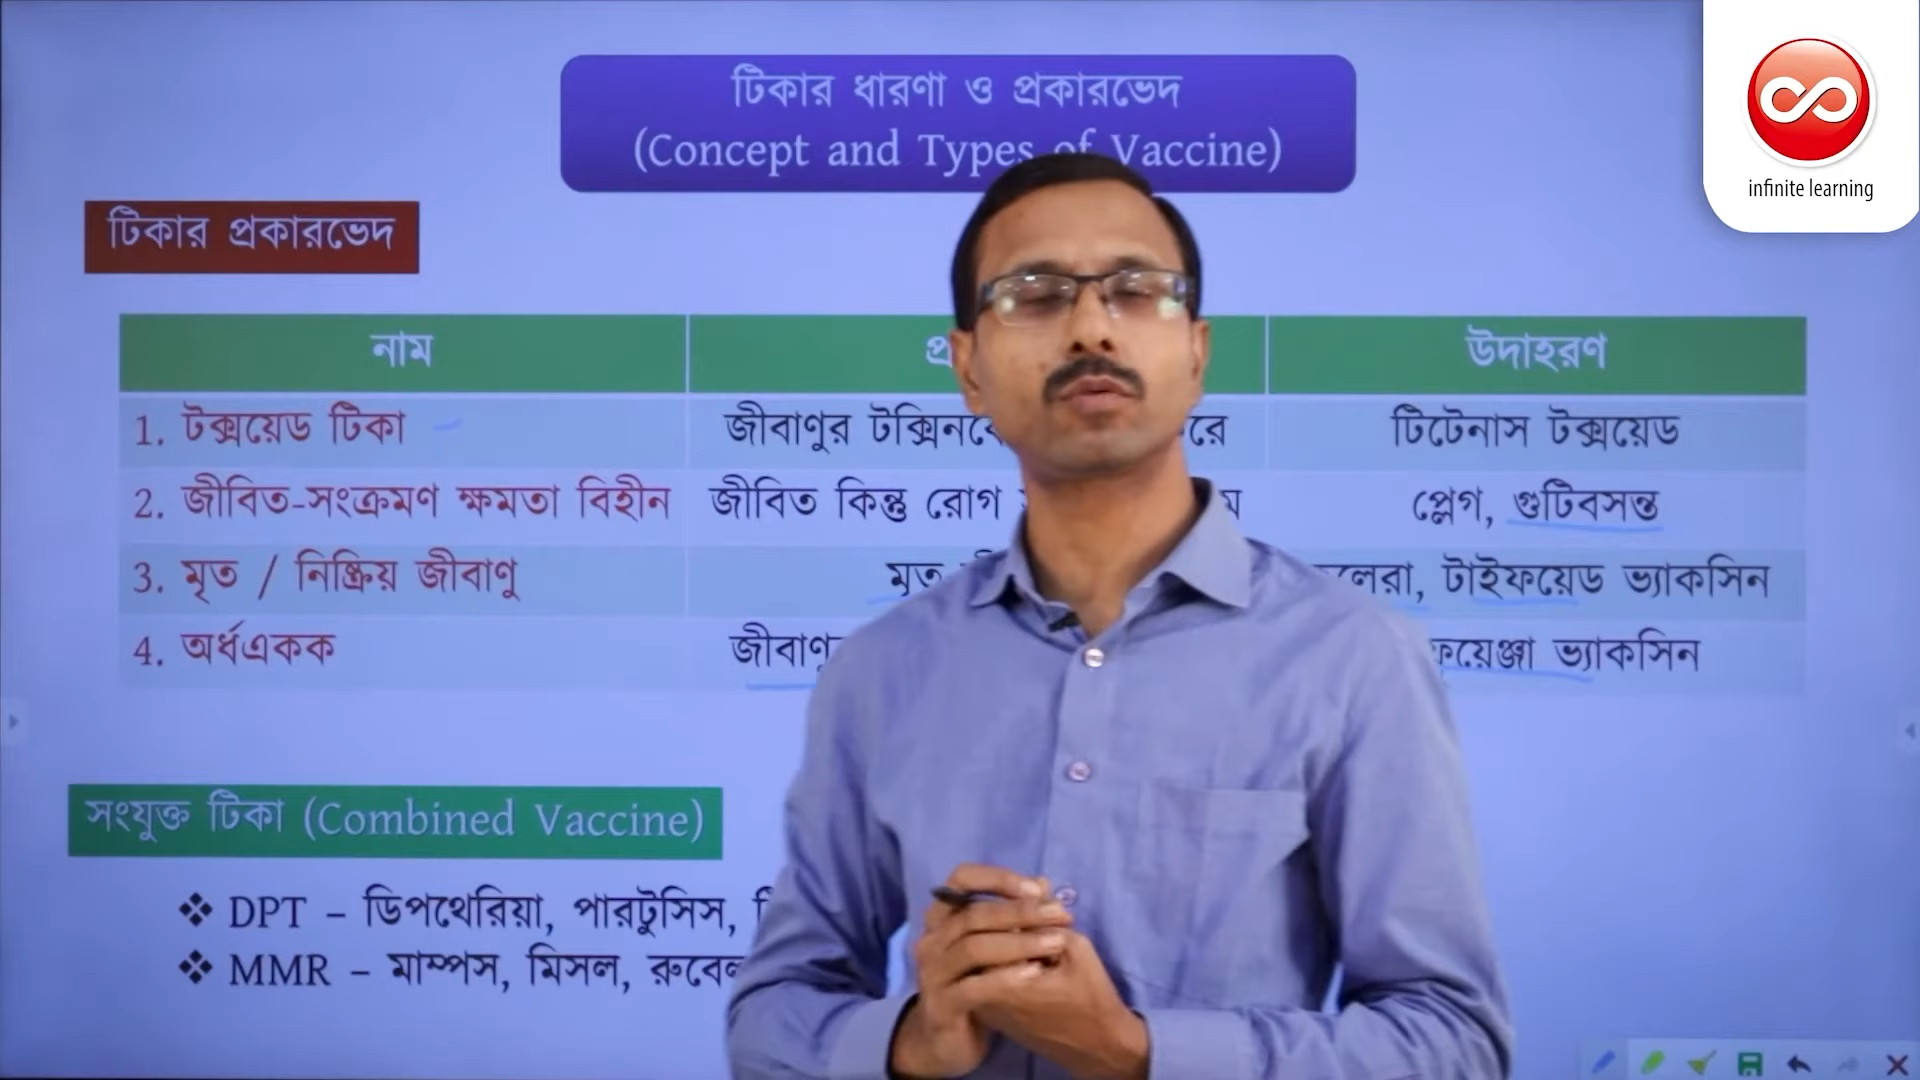 টিকার ধারণা ও প্রকারভেদ
(Concept and Types of Vaccine)
infinite learning
টিকার প্রকারভেদ
নাম উদাহরণ
1. টক্সয়েড টিকা জীবাণুর টিটেনাস টক্সয়েড
2. জীবিত-সংক্রমণ ক্ষমতা বিহীন জীবিত কিন্তু রোগ প্লেগ, গুটিবসন্ত
3. মৃত / নিষ্ক্রিয় জীবাণু মৃত টাইফয়েড ভ্যাকসিন
4. অর্ধএকক ভ্যাকসিন
সংযুক্ত টিকা (Combined Vaccine)
❖ DPT – ডিপথেরিয়া, পারটুসিস,
❖ MMR – মাম্পস, মিসল,